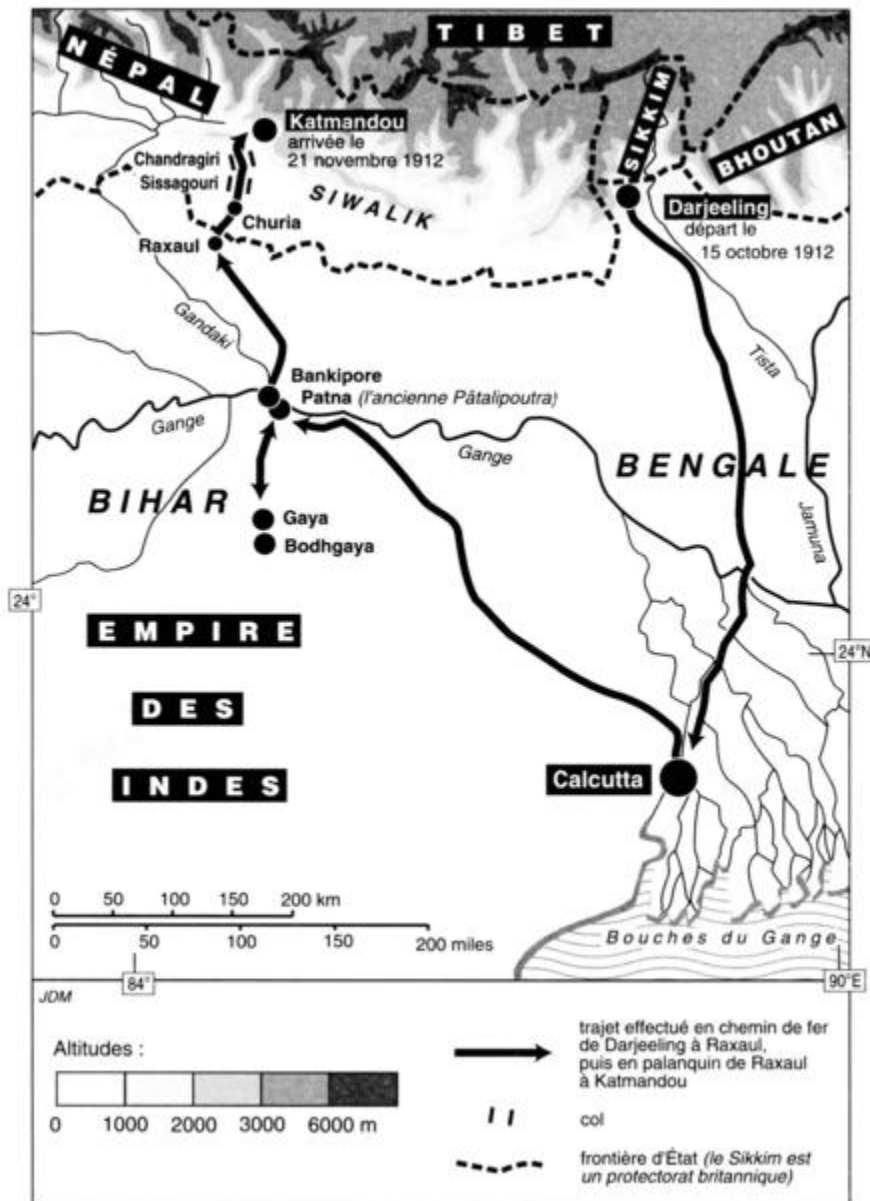 TIBET
NÉPAL
SIKKIM
BHOUTAN
Katmandou
arrivée le
21 novembre 1912
Chandragiri
Sissagouri
SIWALIK
Churia
Raxaul
Darjeeling
départ le
15 octobre 1912
Gandaki
Tista
Bankipore
Patna (l'ancienne Pâtalipoutra)
Gange
Gange
BENGALE
BIHAR
Jamuna
Gaya
Bodhgaya
24°
24°N
EMPIRE
DES
INDES
Calcutta
0 50 100 150 200 km
0 50 100 150 200 miles
Bouches du Gange
84°
90°E
JDM
Altitudes :
0 1000 2000 3000 6000 m
trajet effectué en chemin de fer
de Darjeeling à Raxaul,
puis en palanquin de Raxaul
à Katmandou
col
frontière d'État (le Sikkim est
un protectorat britannique)